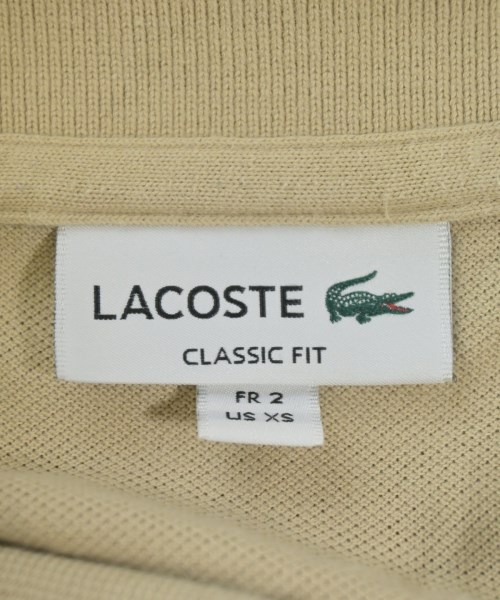 LACOSTE
CLASSIC FIT
FR 2
US XS